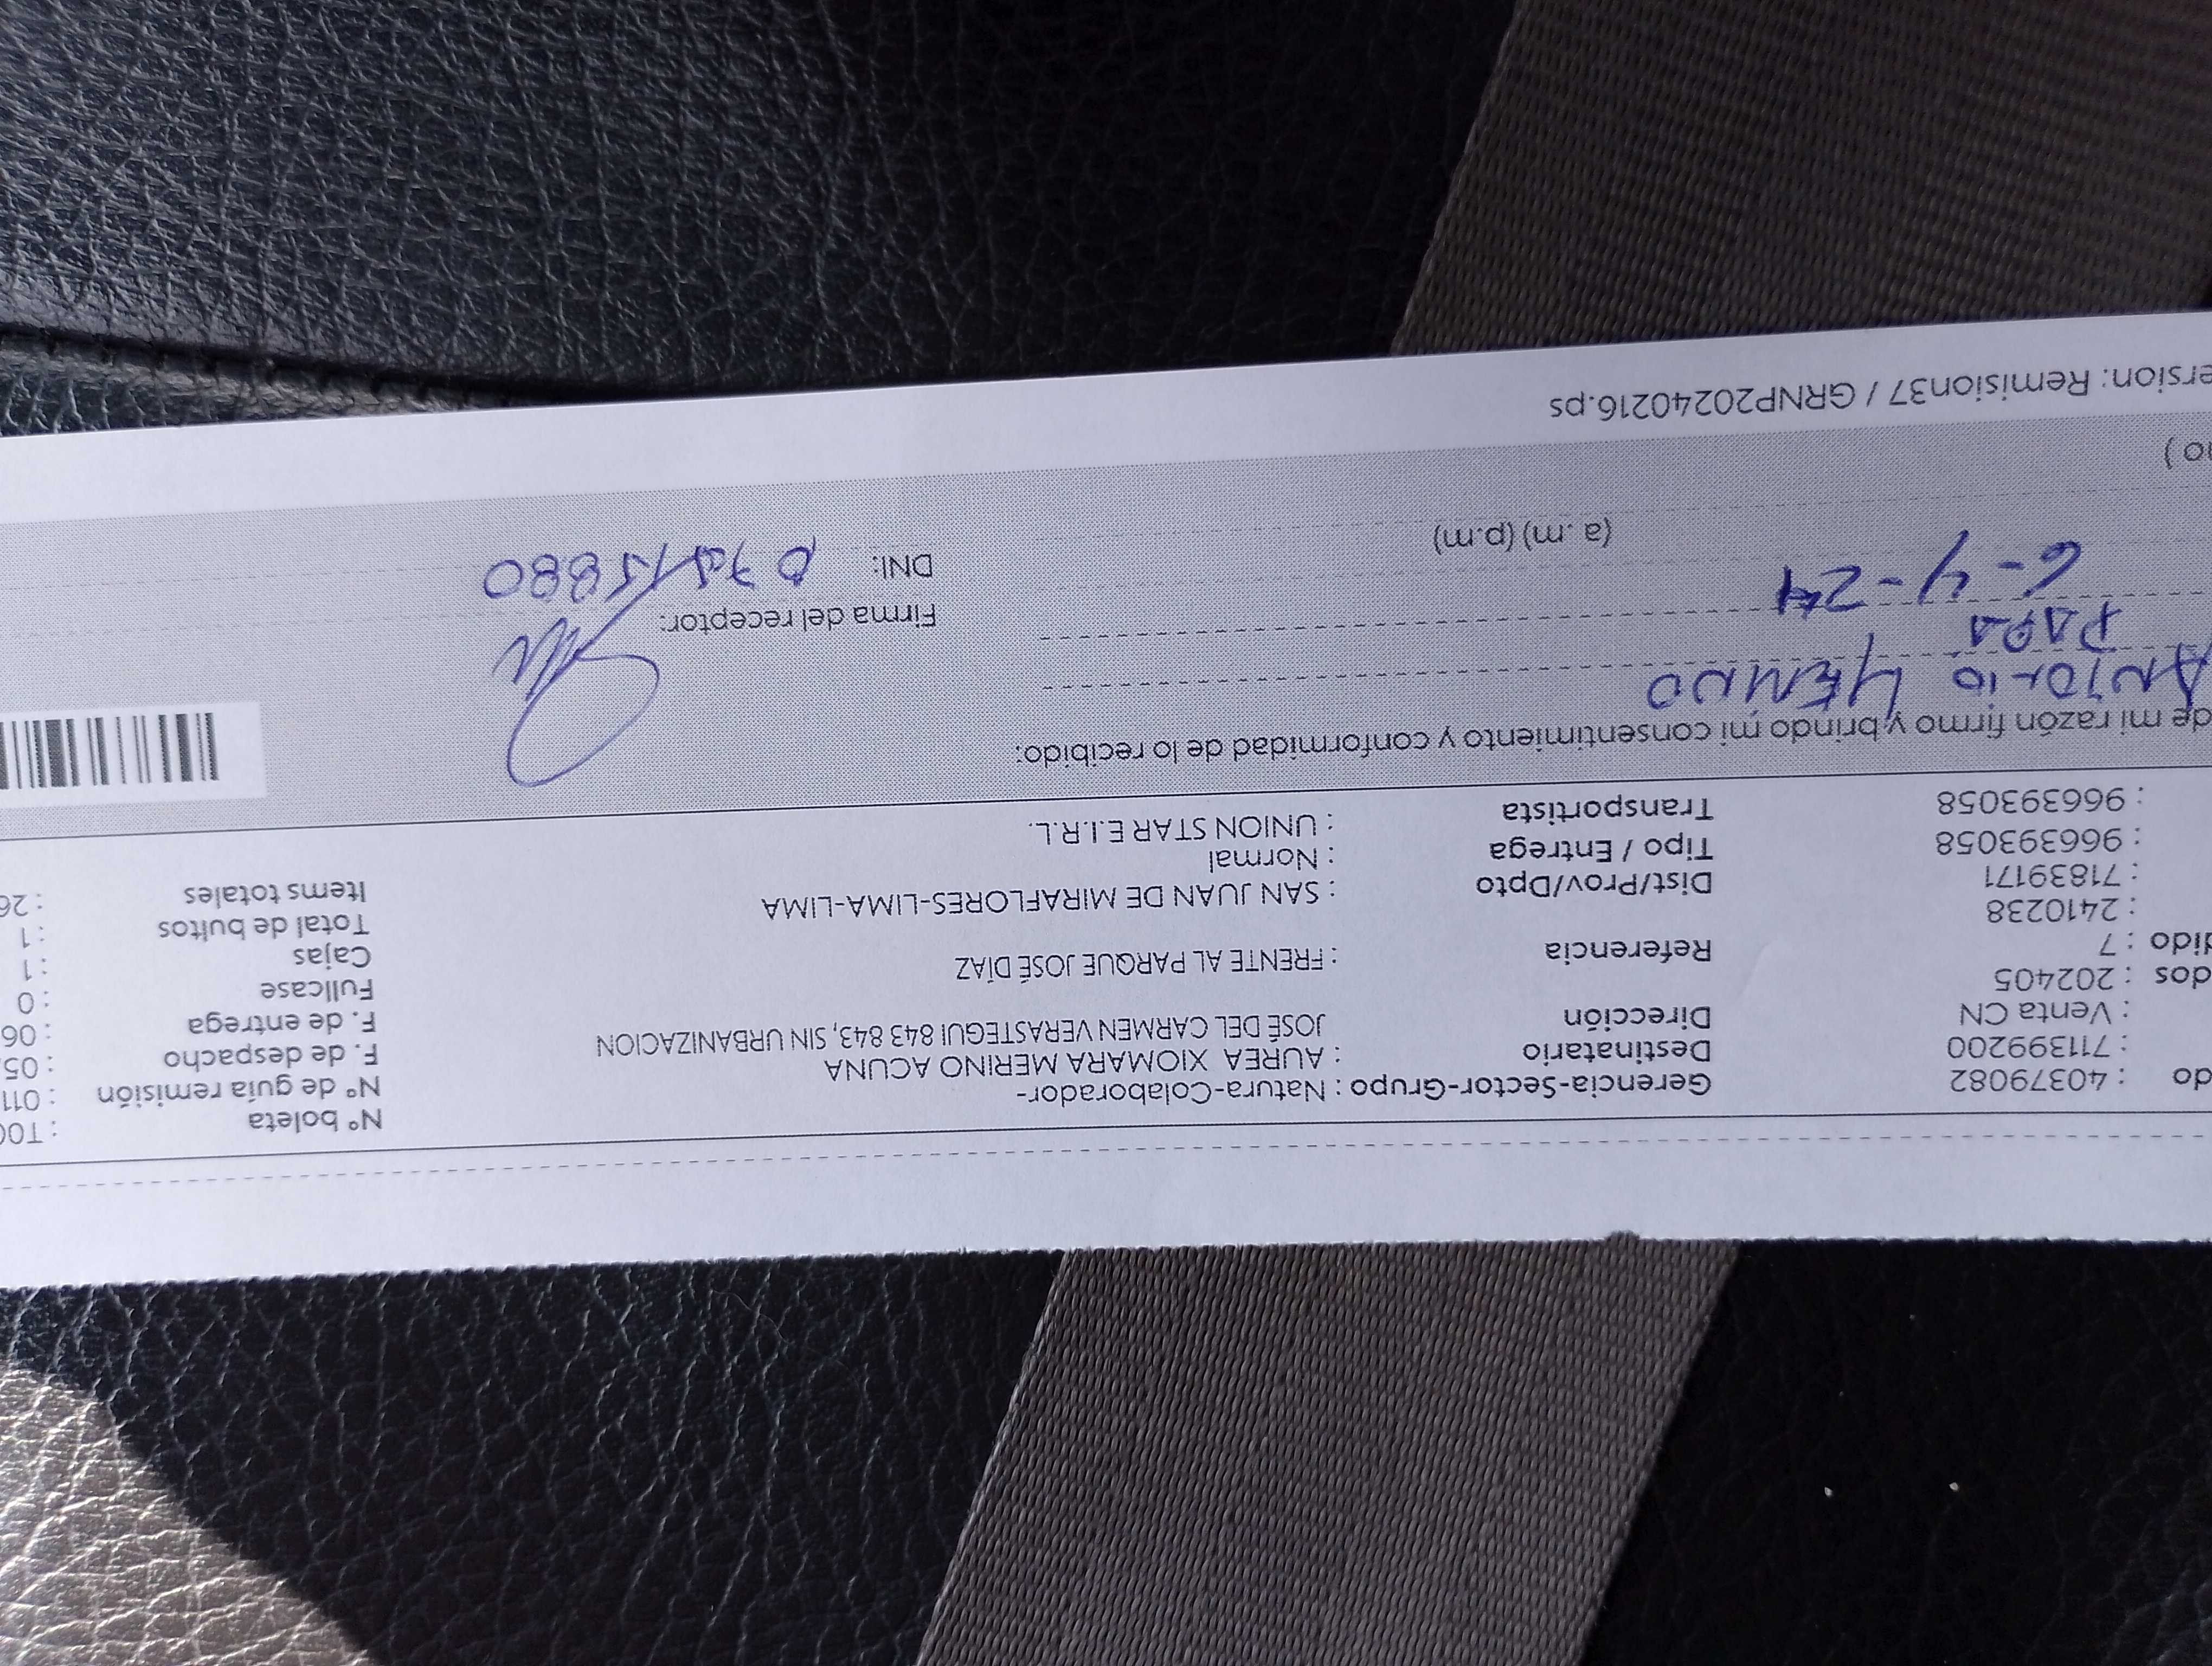 do : 40379082 Gerencia-Sector-Grupo : Natura-Colaborador- N° boleta : T00
: 711399200 Destinatario : AUREA XIOMARA MERINO ACUNA N° de guía remisión : 011
: Venta CN Dirección JOSÉ DEL CARMEN VERASTEGUI 843 843, SIN URBANIZACION F. de despacho : 05
dos : 202405 F. de entrega : 06
dido : 7 Referencia : FRENTE AL PARQUE JOSÉ DÍAZ Fullcase : 0
: 2410238 Cajas : 1
: 71839171 Dist/Prov/Dpto : SAN JUAN DE MIRAFLORES-LIMA-LIMA Total de bultos : 1
: 966393058 Tipo / Entrega : Normal Items totales : 26
: 966393058 Transportista : UNION STAR E.I.R.L.
de mi razón firmo y brindo mi consentimiento y conformidad de lo recibido:
ANTONIO
PAPA Firma del receptor:
6-4-24 DNI:
(a.m) (p.m)
o )
ersion: Remision37 / GRNP20240216.ps